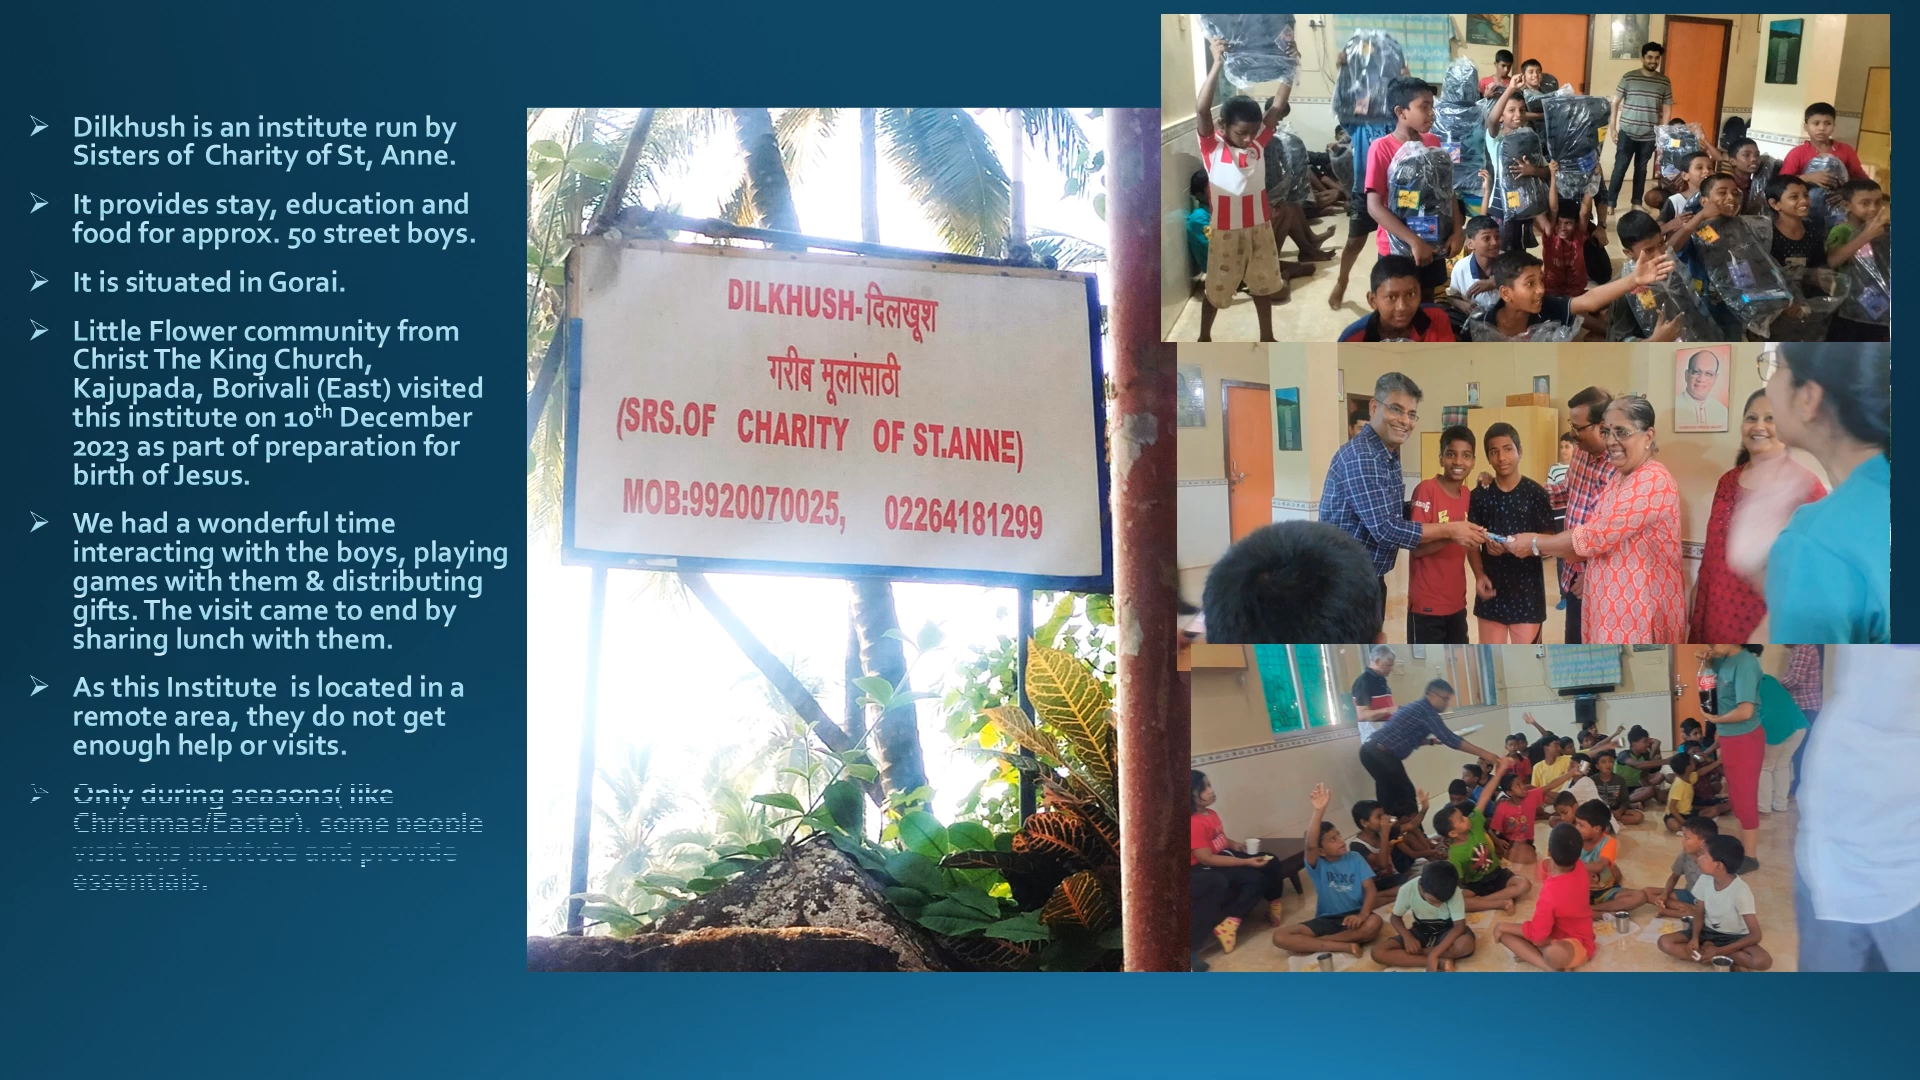 ➢ Dilkhush is an institute run by
Sisters of Charity of St, Anne.
➢ It provides stay, education and
food for approx. 50 street boys.
➢ It is situated in Gorai.
➢ Little Flower community from
Christ The King Church,
Kajupada, Borivali (East) visited
this institute on 10th December
2023 as part of preparation for
birth of Jesus.
➢ We had a wonderful time
interacting with the boys, playing
games with them & distributing
gifts. The visit came to end by
sharing lunch with them.
➢ As this Institute is located in a
remote area, they do not get
enough help or visits.
➢ Only during seasons( like
Christmas/Easter), some people
visit this institute and provide
essentials.
DILKHUSH-दिलखूश
गरीब मूलांसाठी
(SRS.OF CHARITY OF ST.ANNE)
MOB:9920070025, 02264181299